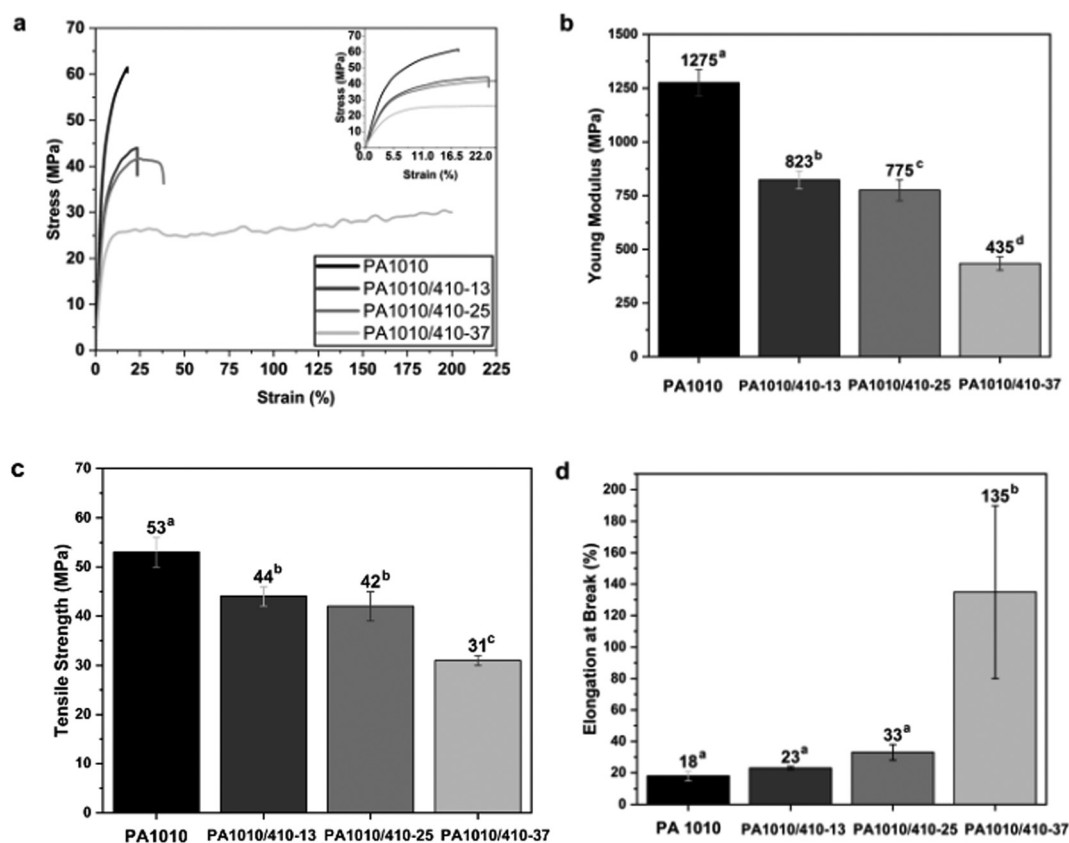 a
70
60
50
40
30
20
10
0
Stress (MPa)
0 25 50 75 100 125 150 175 200 225
Strain (%)
70
60
50
40
30
20
10
0
Stress (MPa)
0.0 5.5 11.0 16.5 22.0
Strain (%)
PA1010
PA1010/410-13
PA1010/410-25
PA1010/410-37
b
1500
1250
1000
750
500
250
0
Young Modulus (MPa)
1275a
823b
775c
435d
PA1010 PA1010/410-13 PA1010/410-25 PA1010/410-37
c
70
60
50
40
30
20
10
0
Tensile Strength (MPa)
53a
44b
42b
31c
PA1010 PA1010/410-13 PA1010/410-25 PA1010/410-37
d
200
180
160
140
120
100
80
60
40
20
0
Elongation at Break (%)
18a
23a
33a
135b
PA 1010 PA1010/410-13 PA1010/410-25 PA1010/410-37